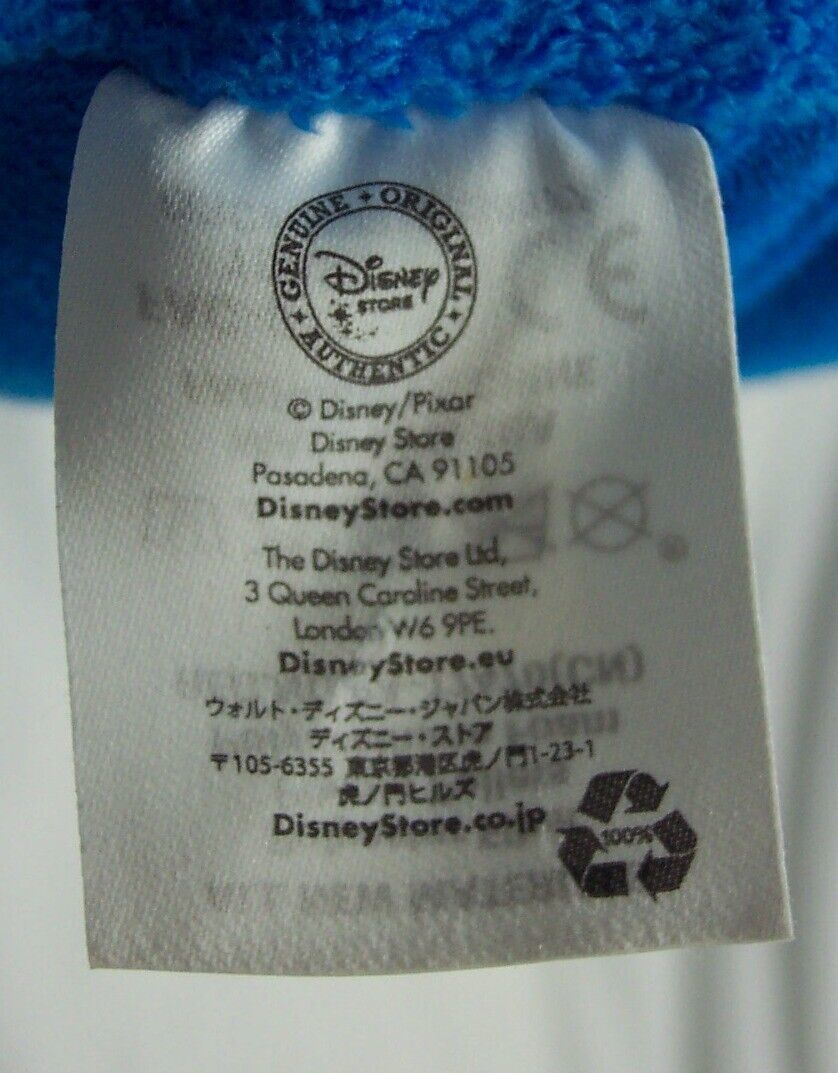 GENUINE ORIGINAL AUTHENTIC
Disney
STORE
© Disney/Pixar
Disney Store
Pasadena, CA 91105
DisneyStore.com
The Disney Store Ltd,
3 Queen Caroline Street,
London W6 9PE.
DisneyStore.eu
ウォルト・ディズニー・ジャパン株式会社
ディズニー・ストア
〒105-6355 東京都港区虎ノ門1-23-1
虎ノ門ヒルズ
DisneyStore.co.jp
100%